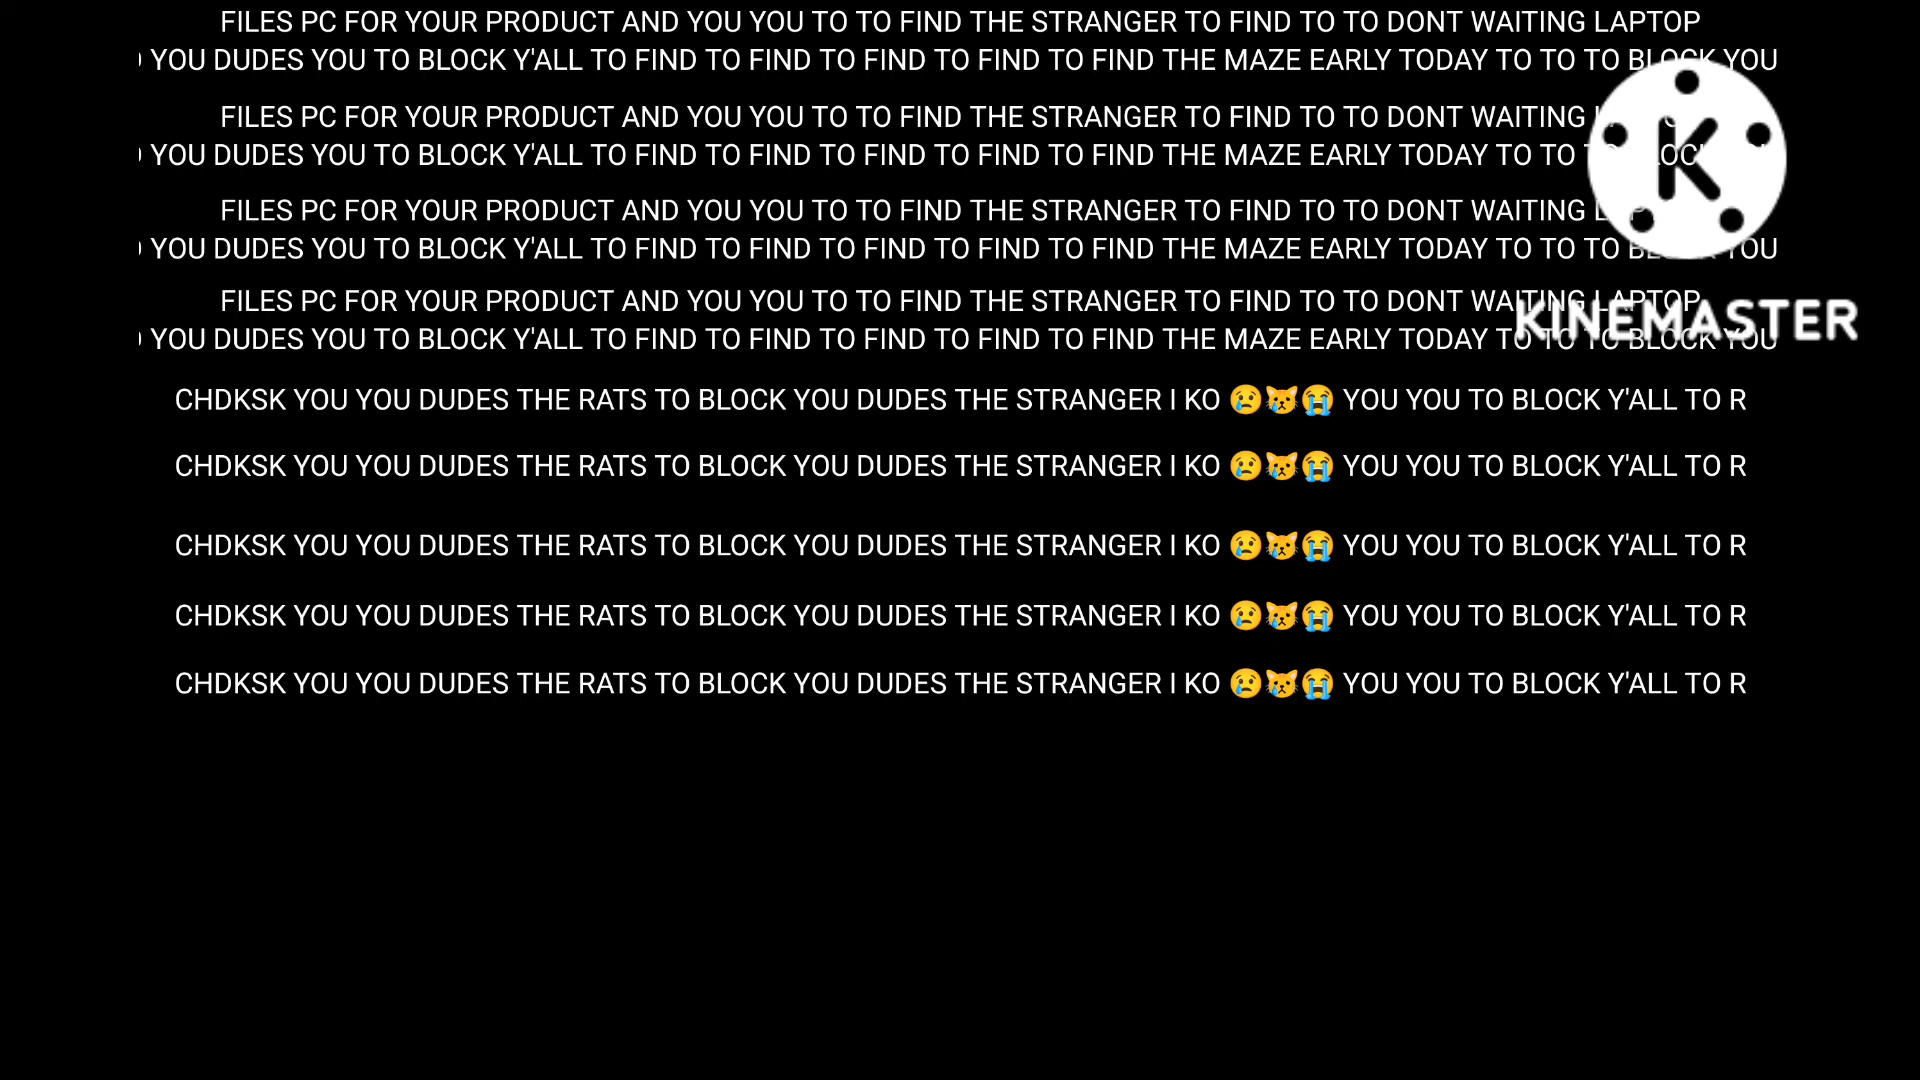 FILES PC FOR YOUR PRODUCT AND YOU YOU TO TO FIND THE STRANGER TO FIND TO TO DONT WAITING LAPTOP
YOU DUDES YOU TO BLOCK Y'ALL TO FIND TO FIND TO FIND TO FIND TO FIND THE MAZE EARLY TODAY TO TO TO BLOCK YOU
FILES PC FOR YOUR PRODUCT AND YOU YOU TO TO FIND THE STRANGER TO FIND TO TO DONT WAITING
YOU DUDES YOU TO BLOCK Y'ALL TO FIND TO FIND TO FIND TO FIND TO FIND THE MAZE EARLY TODAY TO TO
FILES PC FOR YOUR PRODUCT AND YOU YOU TO TO FIND THE STRANGER TO FIND TO TO DONT WAITING
YOU DUDES YOU TO BLOCK Y'ALL TO FIND TO FIND TO FIND TO FIND TO FIND THE MAZE EARLY TODAY TO TO TO BLOCK YOU
FILES PC FOR YOUR PRODUCT AND YOU YOU TO TO FIND THE STRANGER TO FIND TO TO DONT WAITING LAPTOP
YOU DUDES YOU TO BLOCK Y'ALL TO FIND TO FIND TO FIND TO FIND TO FIND THE MAZE EARLY TODAY TO TO TO BLOCK YOU
K
KINEMASTER
CHDKSK YOU YOU DUDES THE RATS TO BLOCK YOU DUDES THE STRANGER I KO 😢😿😭 YOU YOU TO BLOCK Y'ALL TO R
CHDKSK YOU YOU DUDES THE RATS TO BLOCK YOU DUDES THE STRANGER I KO 😢😿😭 YOU YOU TO BLOCK Y'ALL TO R
CHDKSK YOU YOU DUDES THE RATS TO BLOCK YOU DUDES THE STRANGER I KO 😢😿😭 YOU YOU TO BLOCK Y'ALL TO R
CHDKSK YOU YOU DUDES THE RATS TO BLOCK YOU DUDES THE STRANGER I KO 😢😿😭 YOU YOU TO BLOCK Y'ALL TO R
CHDKSK YOU YOU DUDES THE RATS TO BLOCK YOU DUDES THE STRANGER I KO 😢😿😭 YOU YOU TO BLOCK Y'ALL TO R